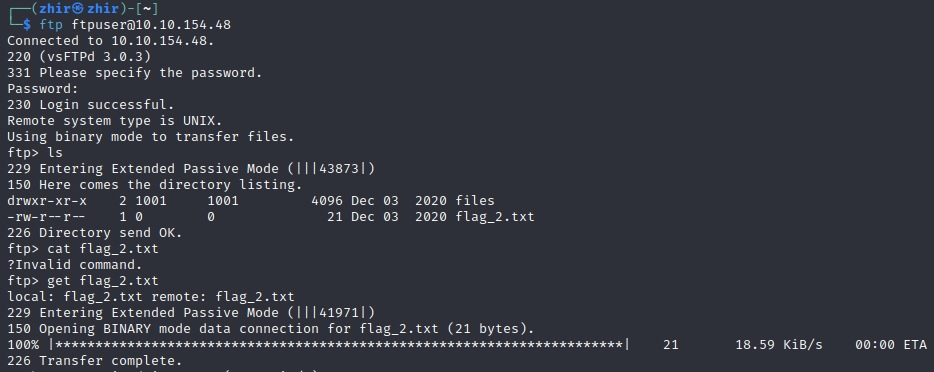 ┌──(zhir㉿zhir)-[~]
└─$ ftp ftpuser@10.10.154.48
Connected to 10.10.154.48.
220 (vsFTPd 3.0.3)
331 Please specify the password.
Password:
230 Login successful.
Remote system type is UNIX.
Using binary mode to transfer files.
ftp> ls
229 Entering Extended Passive Mode (|||43873|)
150 Here comes the directory listing.
drwxr-xr-x    2 1001     1001         4096 Dec 03  2020 files
-rw-r--r--    1 0        0              21 Dec 03  2020 flag_2.txt
226 Directory send OK.
ftp> cat flag_2.txt
?Invalid command.
ftp> get flag_2.txt
local: flag_2.txt remote: flag_2.txt
229 Entering Extended Passive Mode (|||41971|)
150 Opening BINARY mode data connection for flag_2.txt (21 bytes).
100% |***********************************************************************|    21       18.59 KiB/s    00:00 ETA
226 Transfer complete.